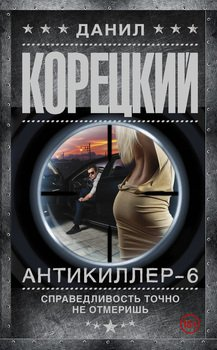 ДАНИЛ
КОРЕЦКИЙ
АНТИКИЛЛЕР-6
СПРАВЕДЛИВОСТЬ ТОЧНО
НЕ ОТМЕРИШЬ